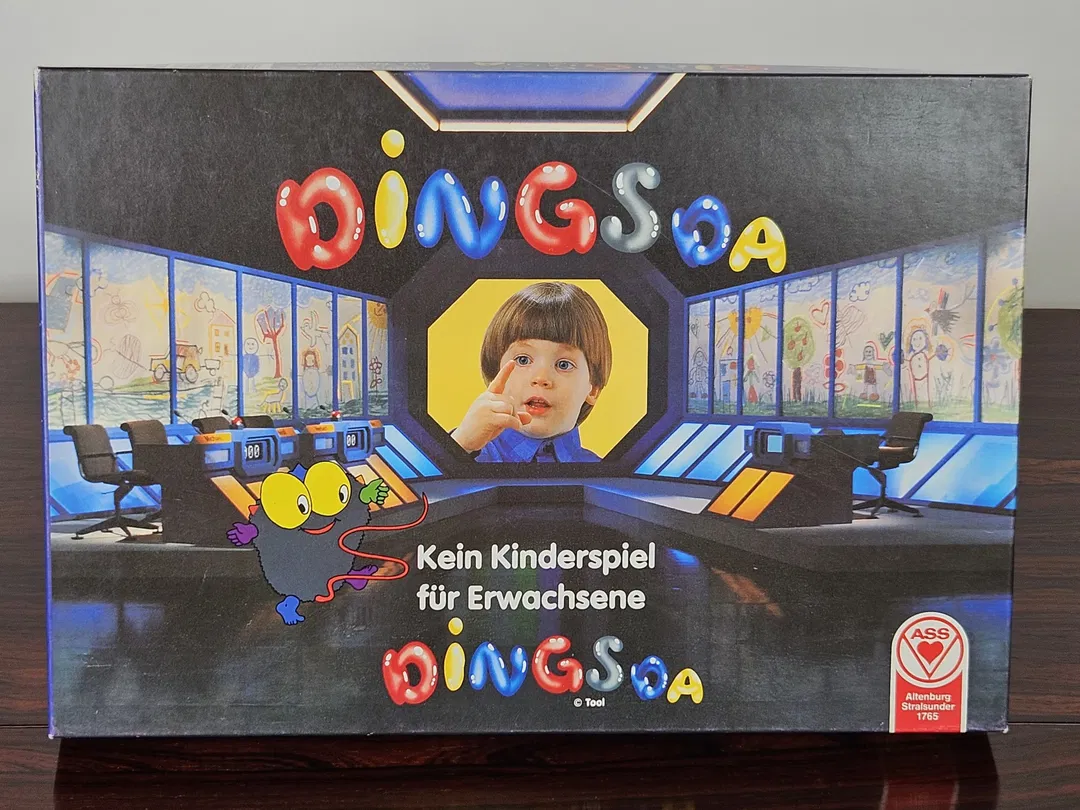 DiNGSDA
Kein Kinderspiel
für Erwachsene
DiNGSDA
© Tool
ASS
Altenburg
Stralsunder
1765